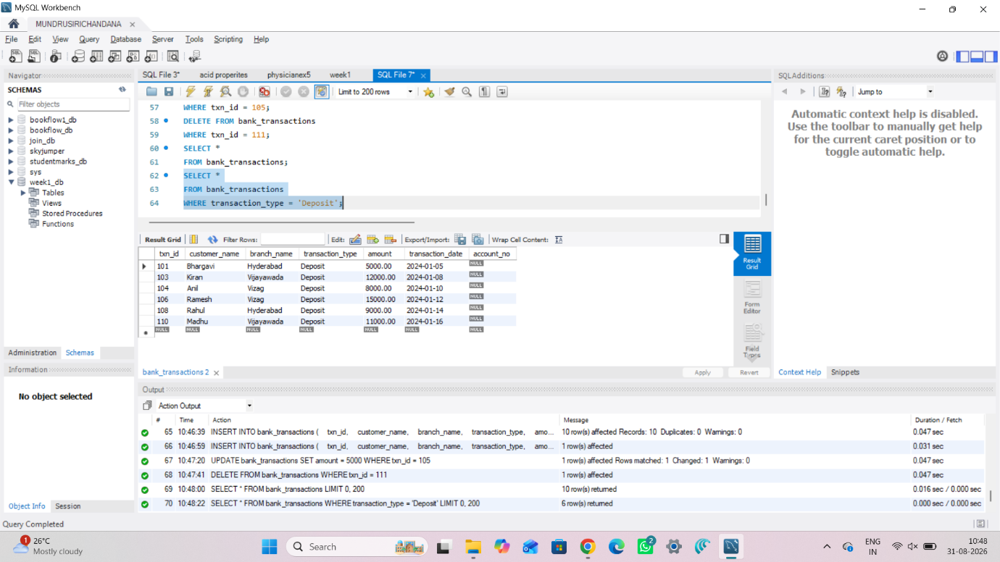 MySQL Workbench
MUNDRUSIRICHANDANA
File Edit View Query Database Server Tools Scripting Help
Navigator
SCHEMAS
Filter objects
bookflow1_db
bookflow_db
join_db
skyjumper
studentmarks_db
sys
week1_db
Tables
Views
Stored Procedures
Functions
Administration Schemas
Information
No object selected
Object Info Session
SQL File 3* acid properites physicianex5 week1 SQL File 7*
Limit to 200 rows
57 WHERE txn_id = 105;
58 DELETE FROM bank_transactions
59 WHERE txn_id = 111;
60 SELECT *
61 FROM bank_transactions;
62 SELECT *
63 FROM bank_transactions
64 WHERE transaction_type = 'Deposit';
Result Grid Filter Rows: Edit: Export/Import: Wrap Cell Content:
txn_id customer_name branch_name transaction_type amount transaction_date account_no
101 Bhargavi Hyderabad Deposit 5000.00 2024-01-05 NULL
103 Kiran Vijayawada Deposit 12000.00 2024-01-08 NULL
104 Anil Vizag Deposit 8000.00 2024-01-10 NULL
106 Ramesh Vizag Deposit 15000.00 2024-01-12 NULL
108 Rahul Hyderabad Deposit 9000.00 2024-01-14 NULL
110 Madhu Vijayawada Deposit 11000.00 2024-01-16 NULL
NULL NULL NULL NULL NULL NULL NULL
Result Grid
Form Editor
Field Types
bank_transactions 2 Apply Revert
SQLAdditions
Jump to
Automatic context help is disabled.
Use the toolbar to manually get help
for the current caret position or to
toggle automatic help.
Context Help Snippets
Output
Action Output
# Time Action Message Duration / Fetch
65 10:46:39 INSERT INTO bank_transactions ( txn_id, customer_name, branch_name, transaction_type, amo... 10 row(s) affected Records: 10 Duplicates: 0 Warnings: 0 0.047 sec
66 10:46:59 INSERT INTO bank_transactions ( txn_id, customer_name, branch_name, transaction_type, amo... 1 row(s) affected 0.031 sec
67 10:47:20 UPDATE bank_transactions SET amount = 5000 WHERE txn_id = 105 1 row(s) affected Rows matched: 1 Changed: 1 Warnings: 0 0.047 sec
68 10:47:41 DELETE FROM bank_transactions WHERE txn_id = 111 1 row(s) affected 0.047 sec
69 10:48:00 SELECT * FROM bank_transactions LIMIT 0, 200 10 row(s) returned 0.016 sec / 0.000 sec
70 10:48:22 SELECT * FROM bank_transactions WHERE transaction_type = 'Deposit' LIMIT 0, 200 6 row(s) returned 0.000 sec / 0.000 sec
Query Completed
1
26°C
Mostly cloudy
Search
2
ENG
IN
10:48
31-08-2026